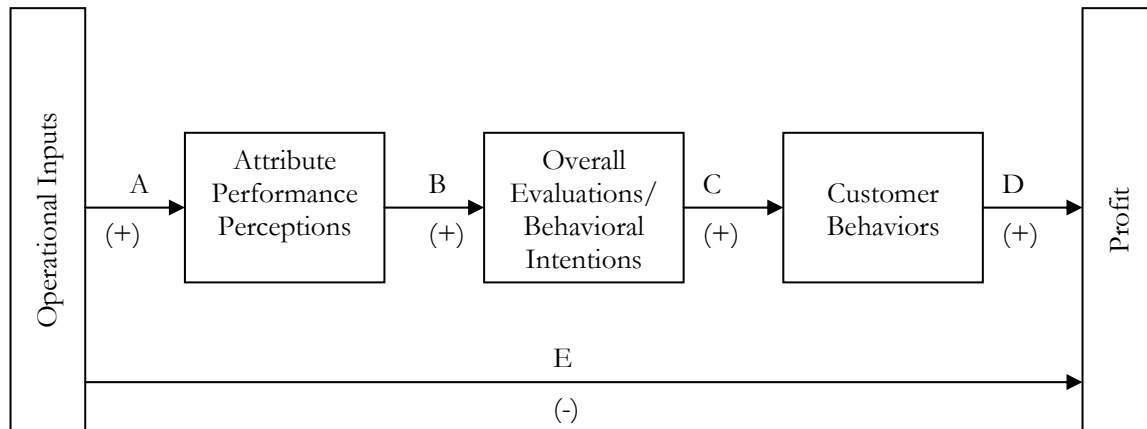 Operational Inputs
A
(+)
Attribute
Performance
Perceptions
B
(+)
Overall
Evaluations/
Behavioral
Intentions
C
(+)
Customer
Behaviors
D
(+)
Profit
E
(-)